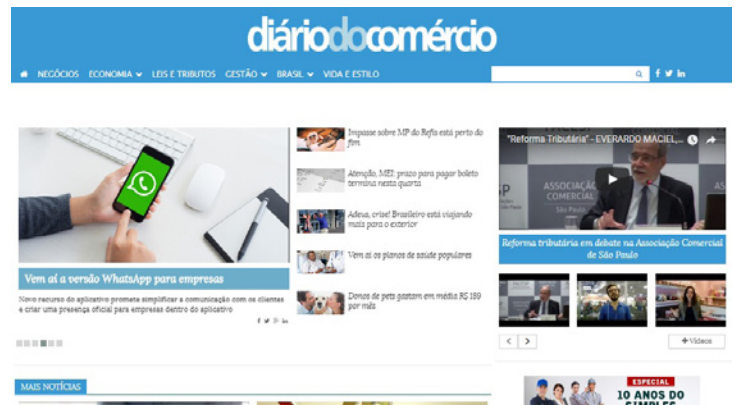 diáriodocomércio
NEGÓCIOS ECONOMIA LEIS E TRIBUTOS GESTÃO BRASIL VIDA E ESTILO
Vem aí a versão WhatsApp para empresas
Novo recurso do aplicativo promete simplificar a comunicação com os clientes
e criar uma presença oficial para empresas dentro do aplicativo
Impasse sobre MP do Refis está perto do
fim
Atenção, MEI: prazo para pagar boleto
termina nesta quarta
Adeus, crise! Brasileiro está viajando
mais para o exterior
Vem aí os planos de saúde populares
Donos de pets gastam em média R$ 189
por mês
"Reforma Tributária" - EVERARDO MACIEL,...
ASSOCIAÇÃO
COMERCIAL
São Paulo
Reforma tributária em debate na Associação Comercial
de São Paulo
+ Vídeos
MAIS NOTÍCIAS
ESPECIAL
10 ANOS DO
SIMPLES